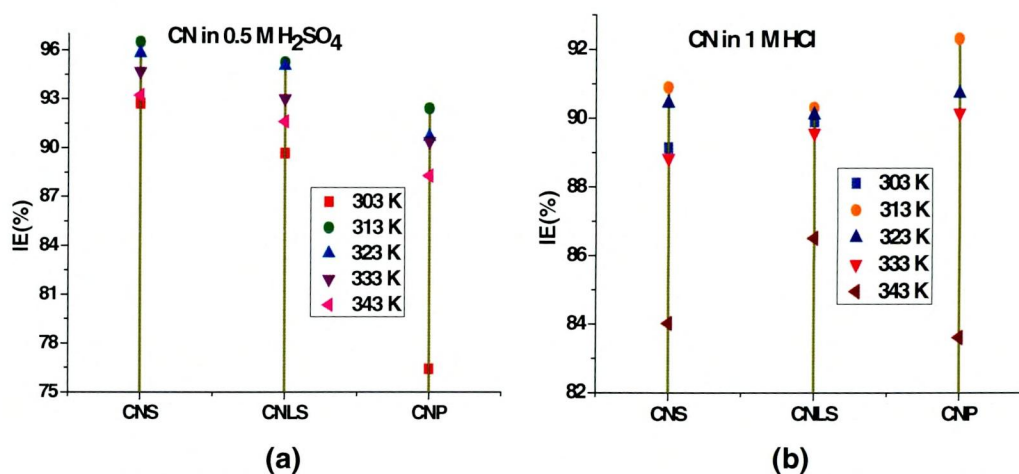 CN in 0.5 M H₂SO₄
IE(%)
96
93
90
87
84
81
78
75
303 K
313 K
323 K
333 K
343 K
CNS
CNLS
CNP
(a)
CN in 1 M HCl
IE(%)
92
90
88
86
84
82
303 K
313 K
323 K
333 K
343 K
CNS
CNLS
CNP
(b)